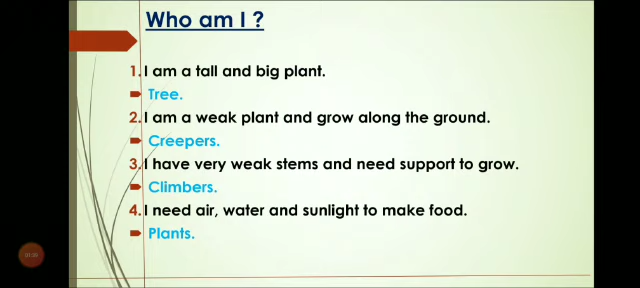 Who am I ?
1. I am a tall and big plant.
Tree.
2. I am a weak plant and grow along the ground.
Creepers.
3. I have very weak stems and need support to grow.
Climbers.
4. I need air, water and sunlight to make food.
Plants.